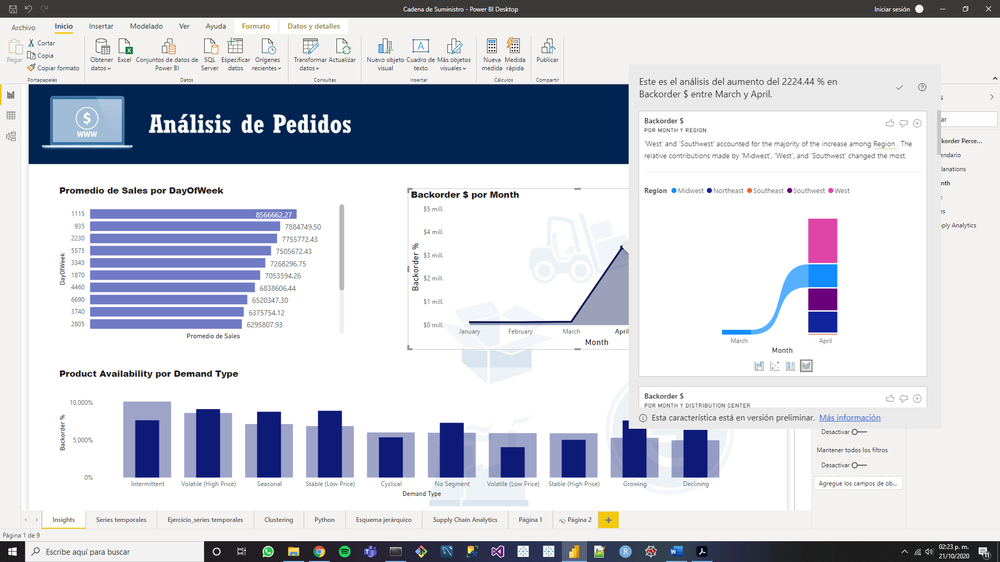 Cadena de Suministro - Power BI Desktop
Iniciar sesión
Archivo
Inicio
Insertar
Modelado
Ver
Ayuda
Formato
Datos y detalles
Pegar
Cortar
Copia
Copiar formato
Portapapeles
Obtener datos
Excel
Conjuntos de datos de Power BI
SQL Server
Especificar datos
Orígenes recientes
Datos
Transformar datos
Actualizar
Consultas
Nuevo objeto visual
Cuadro de texto
Más objetos visuales
Insertar
Nueva medida
Medida rápida
Cálculos
Publicar
Compartir
$
WWW
Análisis de Pedidos
Promedio de Sales por DayOfWeek
DayOfWeek
1115 8566662.27
935 7884749.50
2230 7755772.43
5575 7505672.43
3345 7268296.75
1870 7053594.26
4460 6838606.44
6690 6520347.30
3740 6375754.12
2805 6295807.93
Promedio de Sales
Backorder $ por Month
Backorder %
$5 mill.
$4 mill.
$3 mill.
$2 mill.
$1 mill.
$0 mill.
January February March April
Month
Product Availability por Demand Type
Backorder %
10,000%
5,000%
0%
Intermittent Volatile (High Price) Seasonal Stable (Low Price) Cyclical No Segment Volatile (Low Price) Stable (High Price) Growing Declining
Demand Type
Este es el análisis del aumento del 2224.44 % en
Backorder $ entre March y April.
Backorder $
POR MONTH Y REGION
'West' and 'Southwest' accounted for the majority of the increase among Region . The
relative contributions made by 'Midwest', 'West', and 'Southwest' changed the most.
Region Midwest Northeast Southeast Southwest West
March April
Month
Backorder $
POR MONTH Y DISTRIBUTION CENTER
Esta característica está en versión preliminar. Más información
s
ar
korder Perce...
endario
lanations
nth
es
ply Analytics
Desactivar
Mantener todos los filtros
Desactivar
Agregue los campos de ob...
Insights
Series temporales
Ejercicio_series temporales
Clustering
Python
Esquema jerárquico
Supply Chain Analytics
Página 1
Página 2
Página 1 de 9
Escribe aquí para buscar
02:23 p. m.
21/10/2020
11